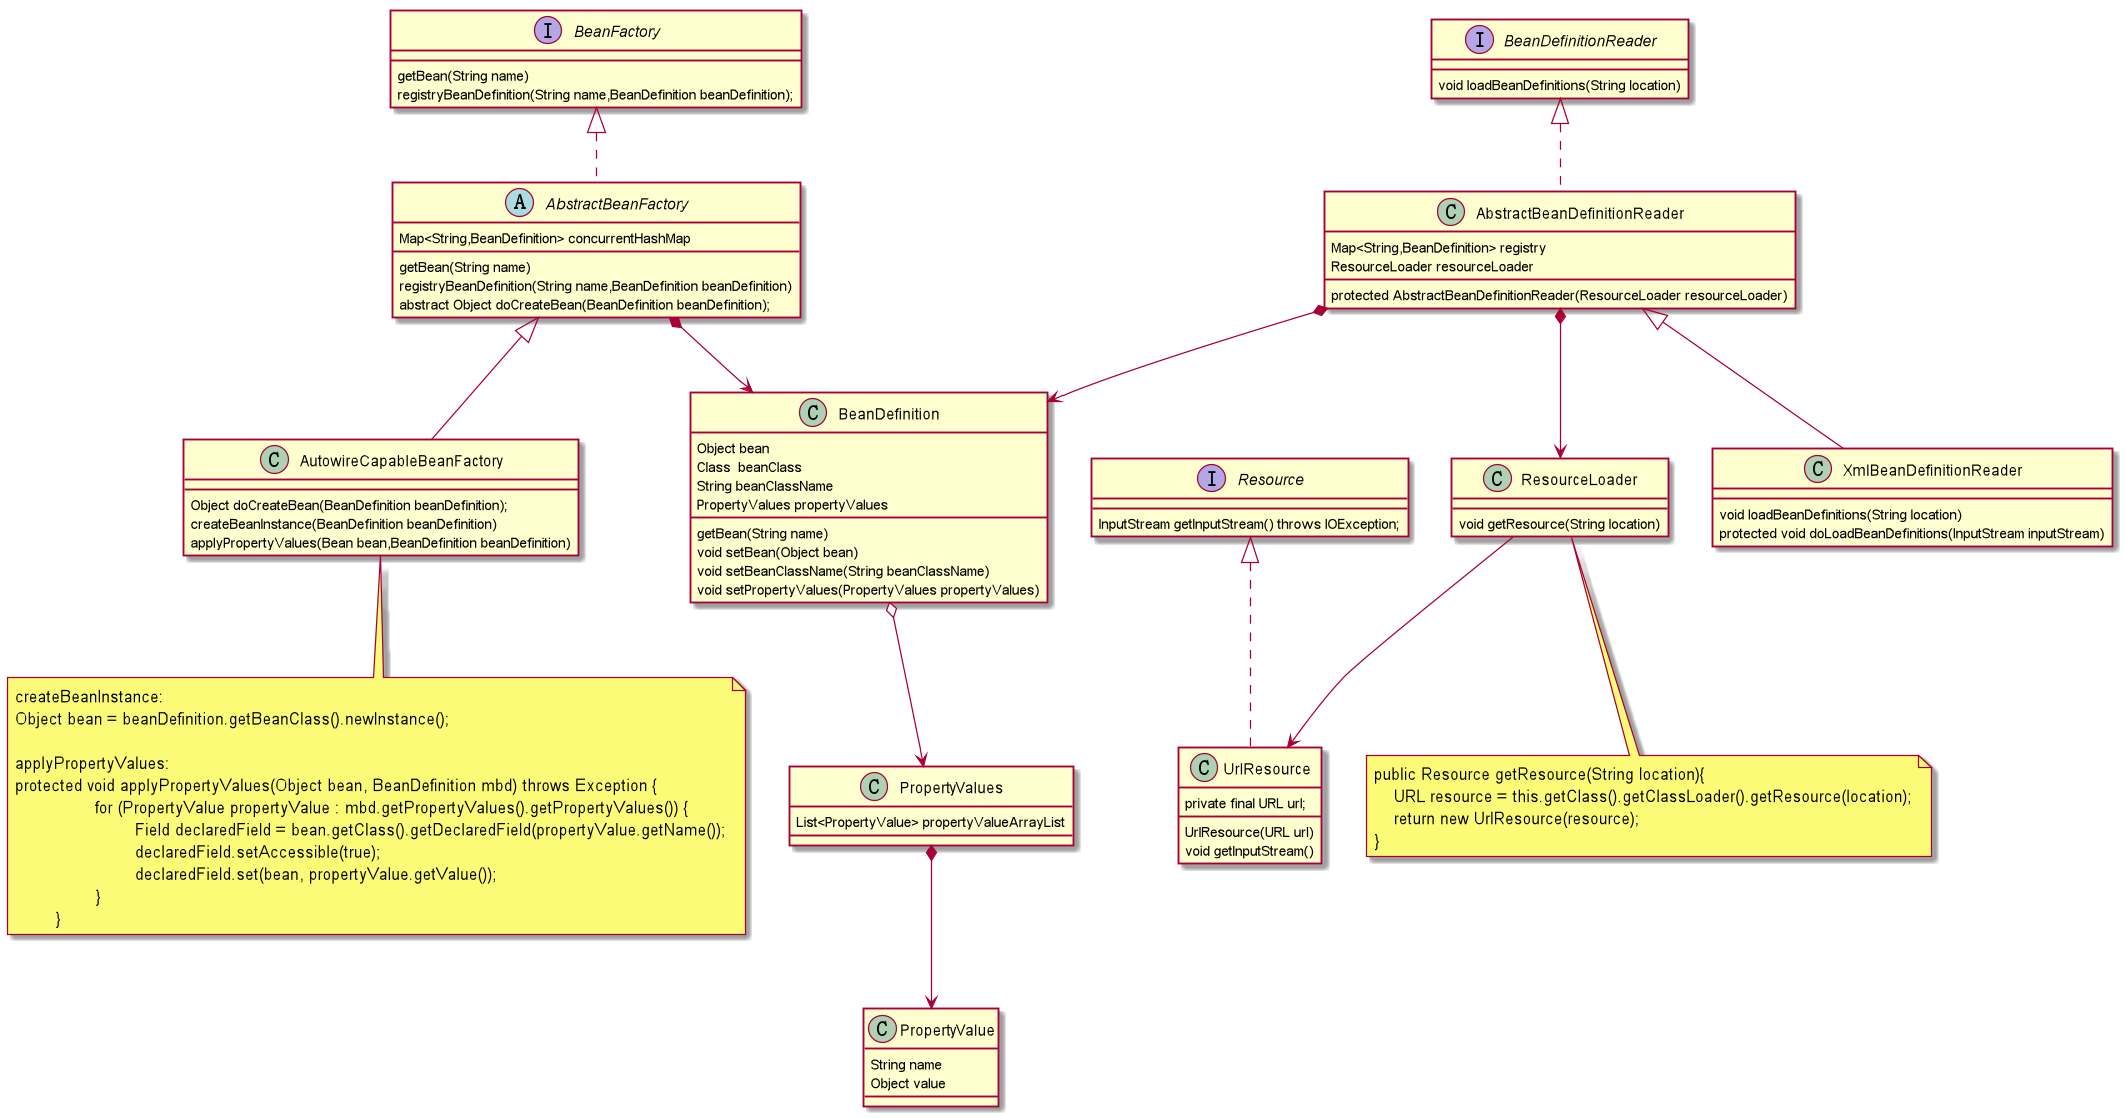 I BeanFactory
getBean(String name)
registryBeanDefinition(String name,BeanDefinition beanDefinition);
I BeanDefinitionReader
void loadBeanDefinitions(String location)
A AbstractBeanFactory
Map<String,BeanDefinition> concurrentHashMap
getBean(String name)
registryBeanDefinition(String name,BeanDefinition beanDefinition)
abstract Object doCreateBean(BeanDefinition beanDefinition);
C AbstractBeanDefinitionReader
Map<String,BeanDefinition> registry
ResourceLoader resourceLoader
protected AbstractBeanDefinitionReader(ResourceLoader resourceLoader)
C AutowireCapableBeanFactory
Object doCreateBean(BeanDefinition beanDefinition);
createBeanInstance(BeanDefinition beanDefinition)
applyPropertyValues(Bean bean,BeanDefinition beanDefinition)
C BeanDefinition
Object bean
Class  beanClass
String beanClassName
PropertyValues propertyValues
getBean(String name)
void setBean(Object bean)
void setBeanClassName(String beanClassName)
void setPropertyValues(PropertyValues propertyValues)
I Resource
InputStream getInputStream() throws IOException;
C ResourceLoader
void getResource(String location)
C XmlBeanDefinitionReader
void loadBeanDefinitions(String location)
protected void doLoadBeanDefinitions(InputStream inputStream)
createBeanInstance:
Object bean = beanDefinition.getBeanClass().newInstance();
applyPropertyValues:
protected void applyPropertyValues(Object bean, BeanDefinition mbd) throws Exception {
for (PropertyValue propertyValue : mbd.getPropertyValues().getPropertyValues()) {
Field declaredField = bean.getClass().getDeclaredField(propertyValue.getName());
declaredField.setAccessible(true);
declaredField.set(bean, propertyValue.getValue());
}
}
C PropertyValues
List<PropertyValue> propertyValueArrayList
C UrlResource
private final URL url;
UrlResource(URL url)
void getInputStream()
public Resource getResource(String location){
URL resource = this.getClass().getClassLoader().getResource(location);
return new UrlResource(resource);
}
C PropertyValue
String name
Object value